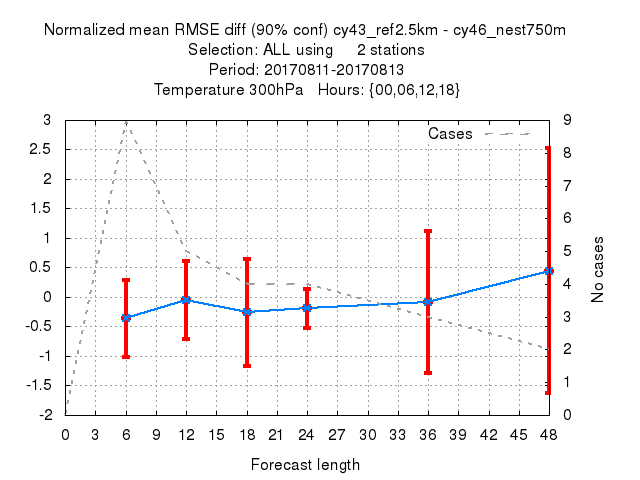 Normalized mean RMSE diff (90% conf) cy43_ref2.5km - cy46_nest750m
Selection: ALL using 2 stations
Period: 20170811-20170813
Temperature 300hPa Hours: {00,06,12,18}
Cases
3
2.5
2
1.5
1
0.5
0
-0.5
-1
-1.5
-2
9
8
7
6
5
4
3
2
1
0
No cases
0 3 6 9 12 15 18 21 24 27 30 33 36 39 42 45 48
Forecast length